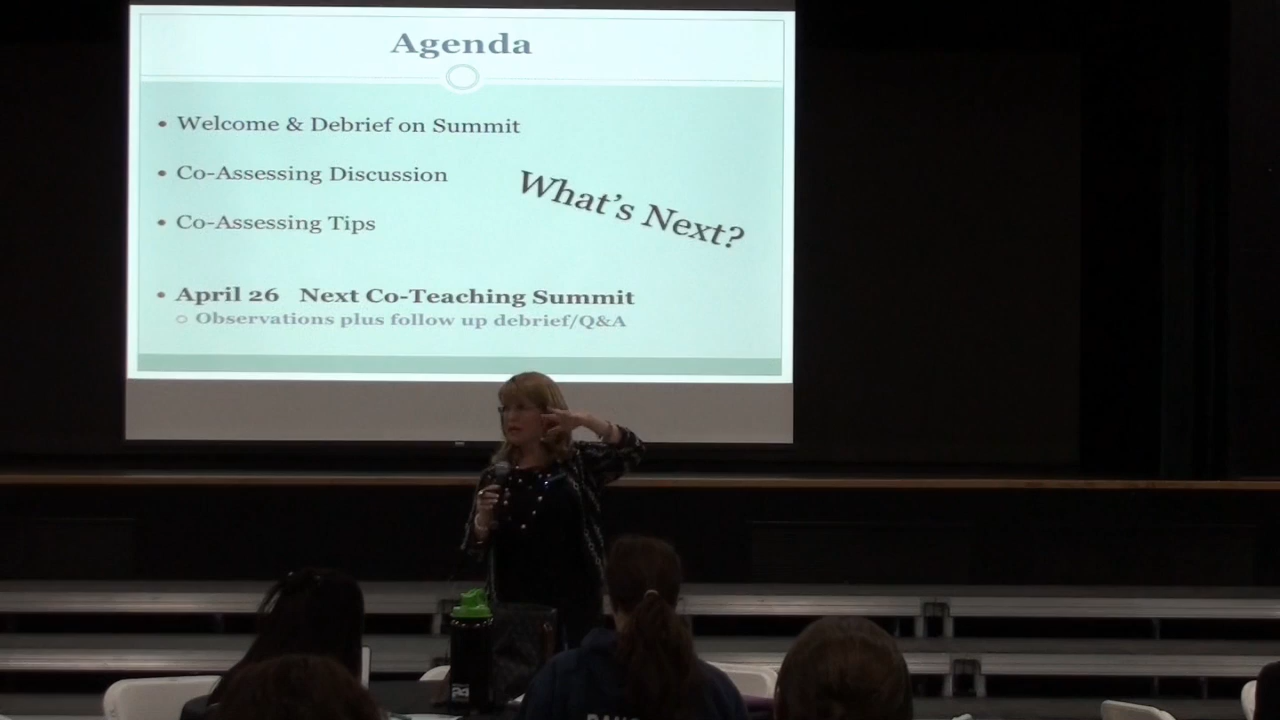 Agenda
• Welcome & Debrief on Summit
• Co-Assessing Discussion
What's Next?
• Co-Assessing Tips
• April 26 Next Co-Teaching Summit
○ Observations plus follow up debrief/Q&A
24